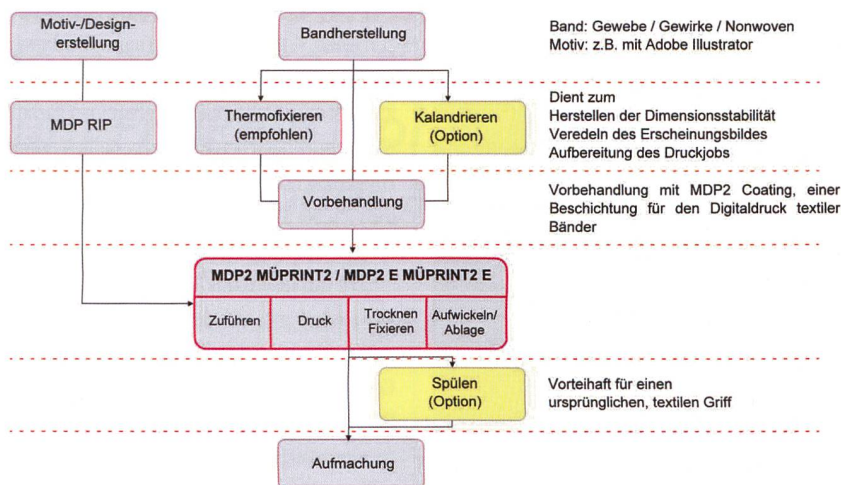 Motiv-/Design-
erstellung
Bandherstellung
Band: Gewebe / Gewirke / Nonwoven
Motiv: z.B. mit Adobe Illustrator
MDP RIP
Thermofixieren
(empfohlen)
Kalandrieren
(Option)
Dient zum
Herstellen der Dimensionsstabilität
Veredeln des Erscheinungsbildes
Aufbereitung des Druckjobs
Vorbehandlung
Vorbehandlung mit MDP2 Coating, einer
Beschichtung für den Digitaldruck textiler
Bänder
MDP2 MÜPRINT2 / MDP2 E MÜPRINT2 E
Zuführen
Druck
Trocknen
Fixieren
Aufwickeln/
Ablage
Spülen
(Option)
Vorteihaft für einen
ursprünglichen, textilen Griff
Aufmachung